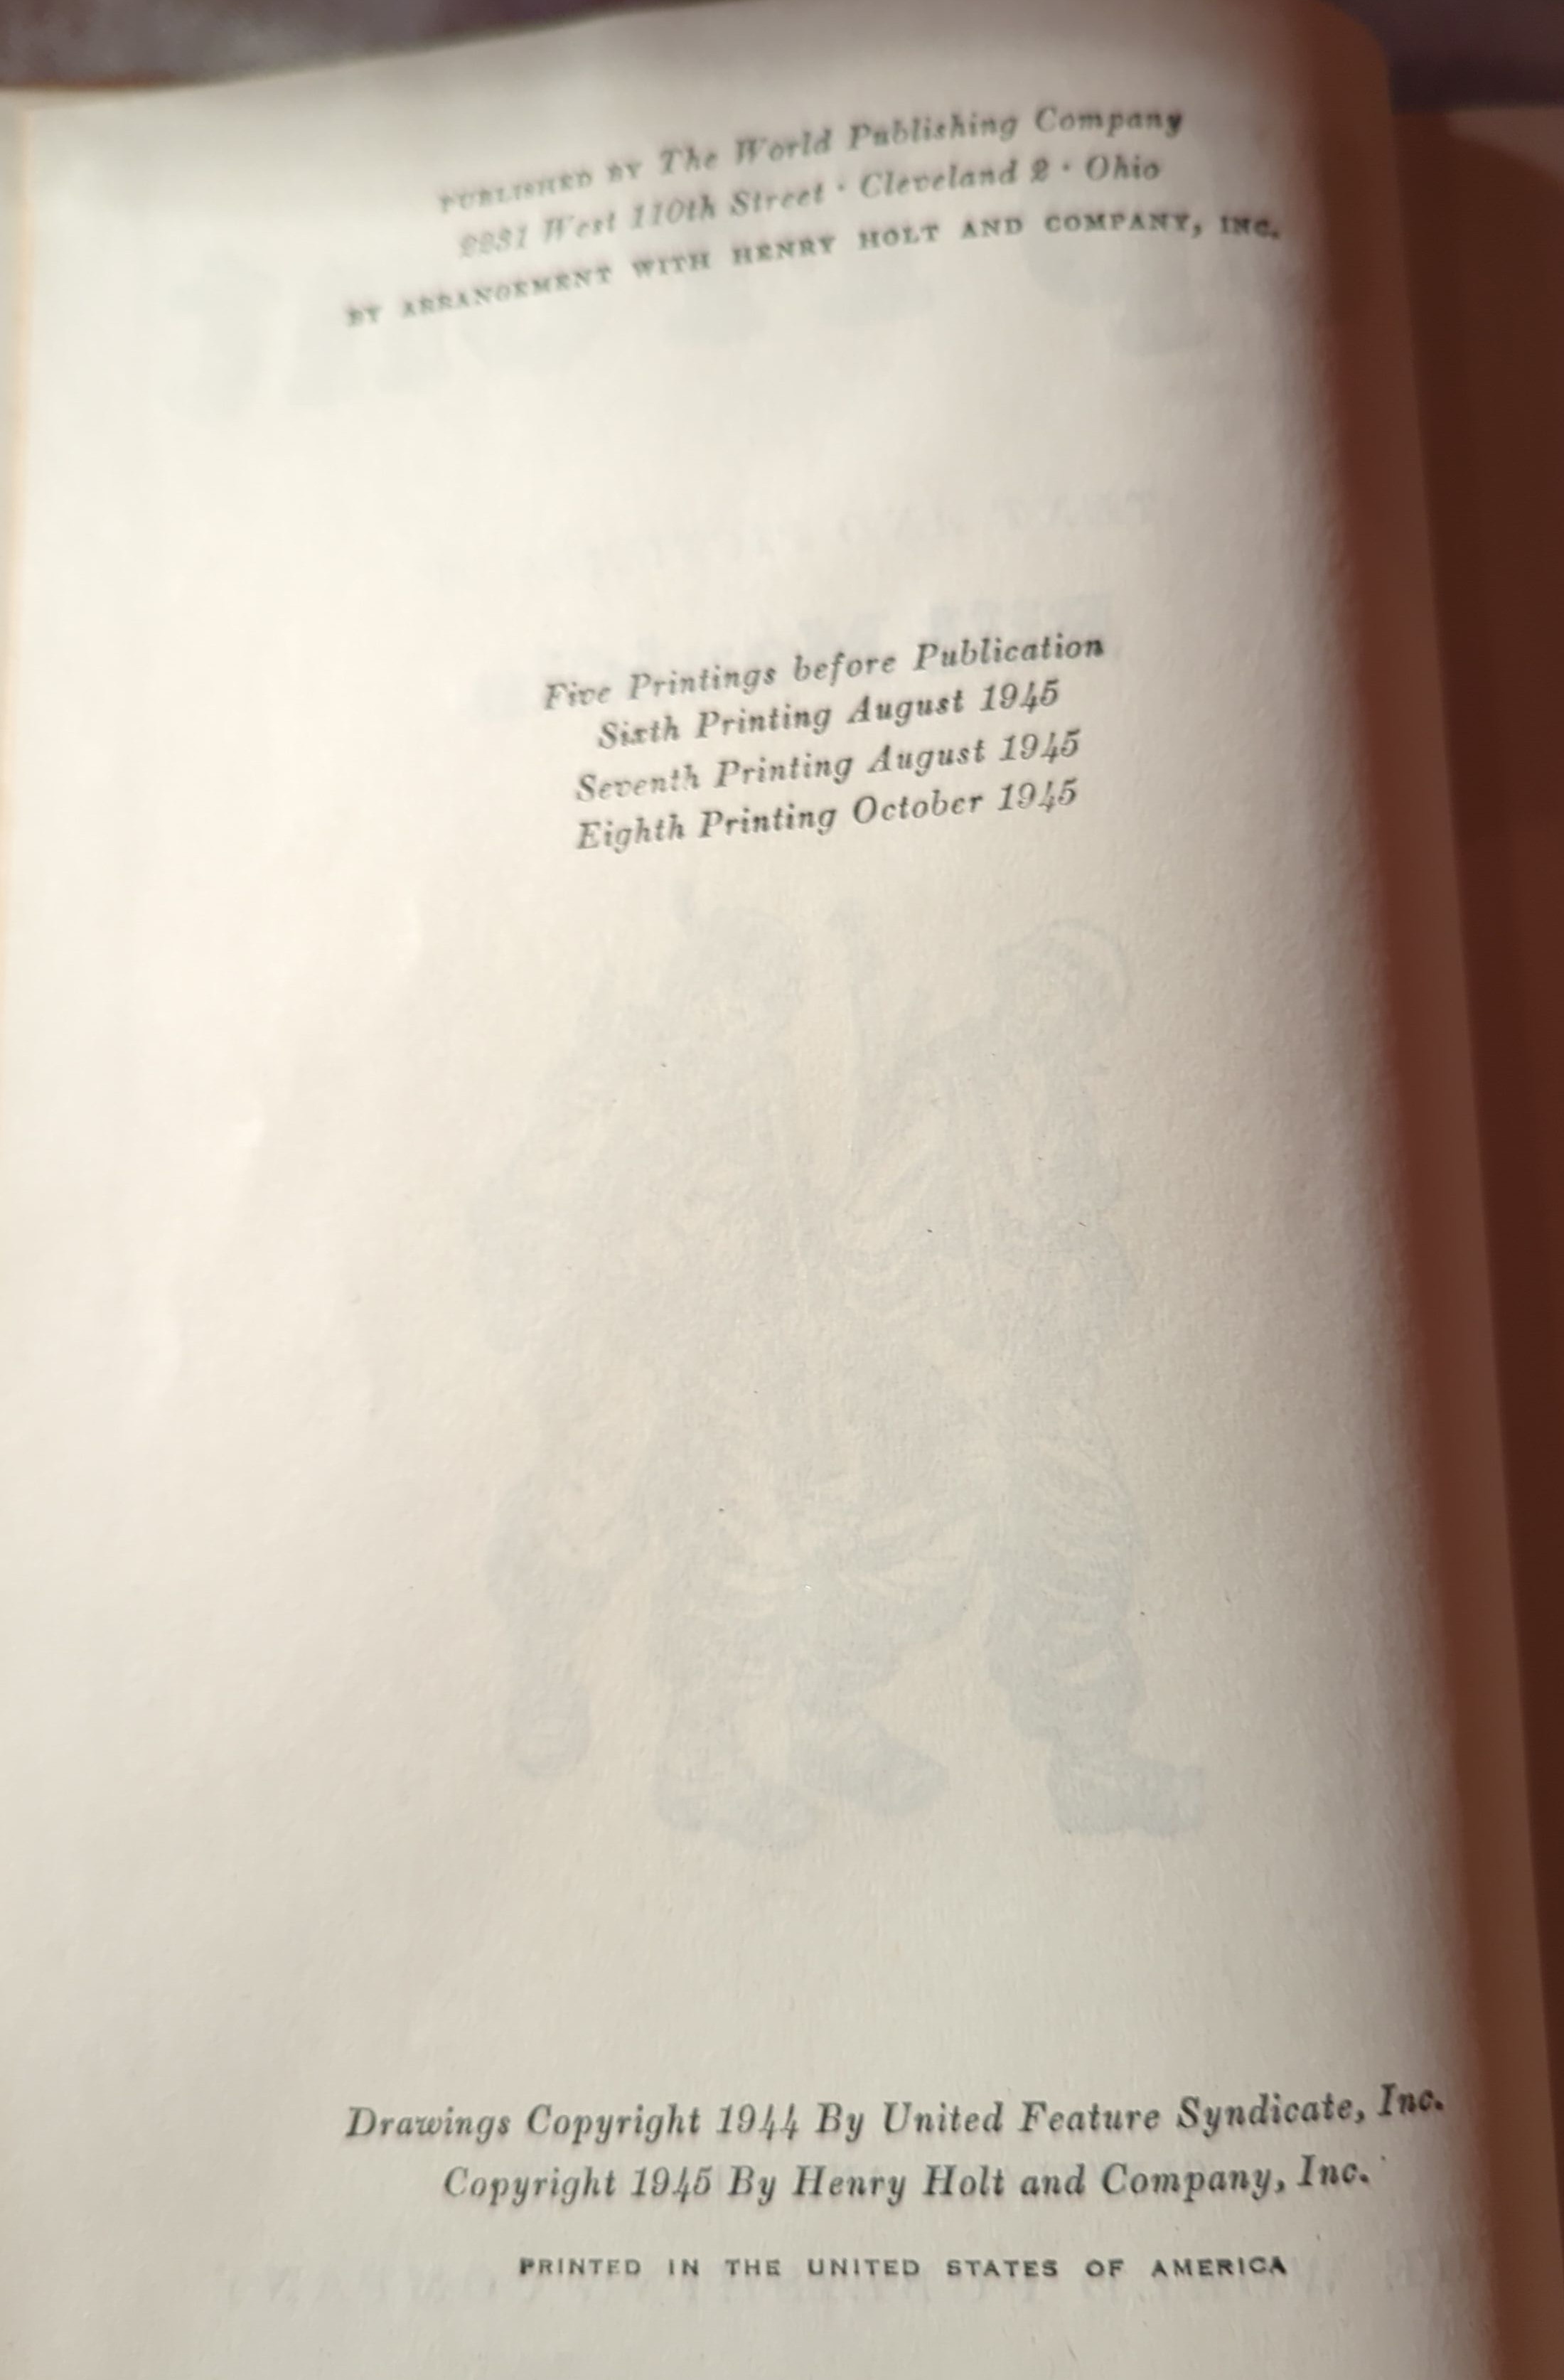 PUBLISHED BY The World Publishing Company
2231 West 110th Street · Cleveland 2 · Ohio
BY ARRANGEMENT WITH HENRY HOLT AND COMPANY, INC.
Five Printings before Publication
Sixth Printing August 1945
Seventh Printing August 1945
Eighth Printing October 1945
Drawings Copyright 1944 By United Feature Syndicate, Inc.
Copyright 1945 By Henry Holt and Company, Inc.
PRINTED IN THE UNITED STATES OF AMERICA